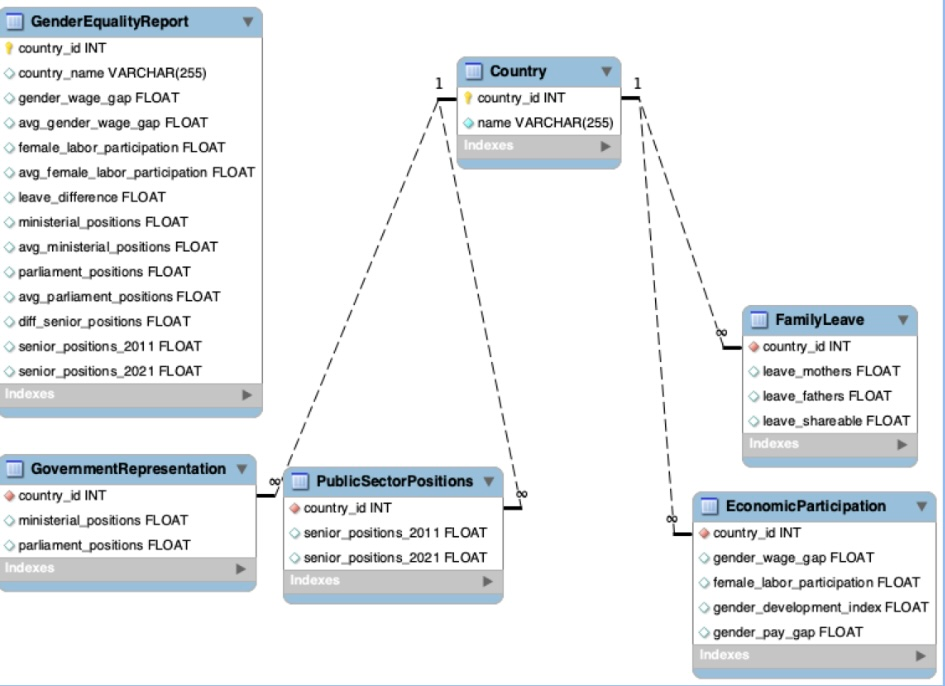 GenderEqualityReport
country_id INT
country_name VARCHAR(255)
gender_wage_gap FLOAT
avg_gender_wage_gap FLOAT
female_labor_participation FLOAT
avg_female_labor_participation FLOAT
leave_difference FLOAT
ministerial_positions FLOAT
avg_ministerial_positions FLOAT
parliament_positions FLOAT
avg_parliament_positions FLOAT
diff_senior_positions FLOAT
senior_positions_2011 FLOAT
senior_positions_2021 FLOAT
Indexes
1
Country
country_id INT
name VARCHAR(255)
Indexes
1
∞
FamilyLeave
country_id INT
leave_mothers FLOAT
leave_fathers FLOAT
leave_shareable FLOAT
Indexes
GovernmentRepresentation
country_id INT
ministerial_positions FLOAT
parliament_positions FLOAT
Indexes
∞
PublicSectorPositions
country_id INT
senior_positions_2011 FLOAT
senior_positions_2021 FLOAT
Indexes
∞
∞
EconomicParticipation
country_id INT
gender_wage_gap FLOAT
female_labor_participation FLOAT
gender_development_index FLOAT
gender_pay_gap FLOAT
Indexes